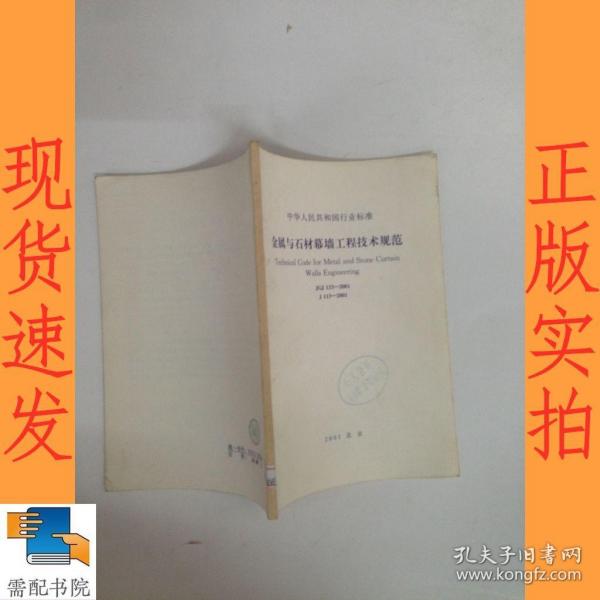 现货速发
正版实拍
中华人民共和国行业标准
金属与石材幕墙工程技术规范
Technical Code for Metal and Stone Curtain
Walls Engineering
JGJ 133—2001
J 113—2001
2001 北京
需配书院
孔夫子旧书网
www.kongfz.com